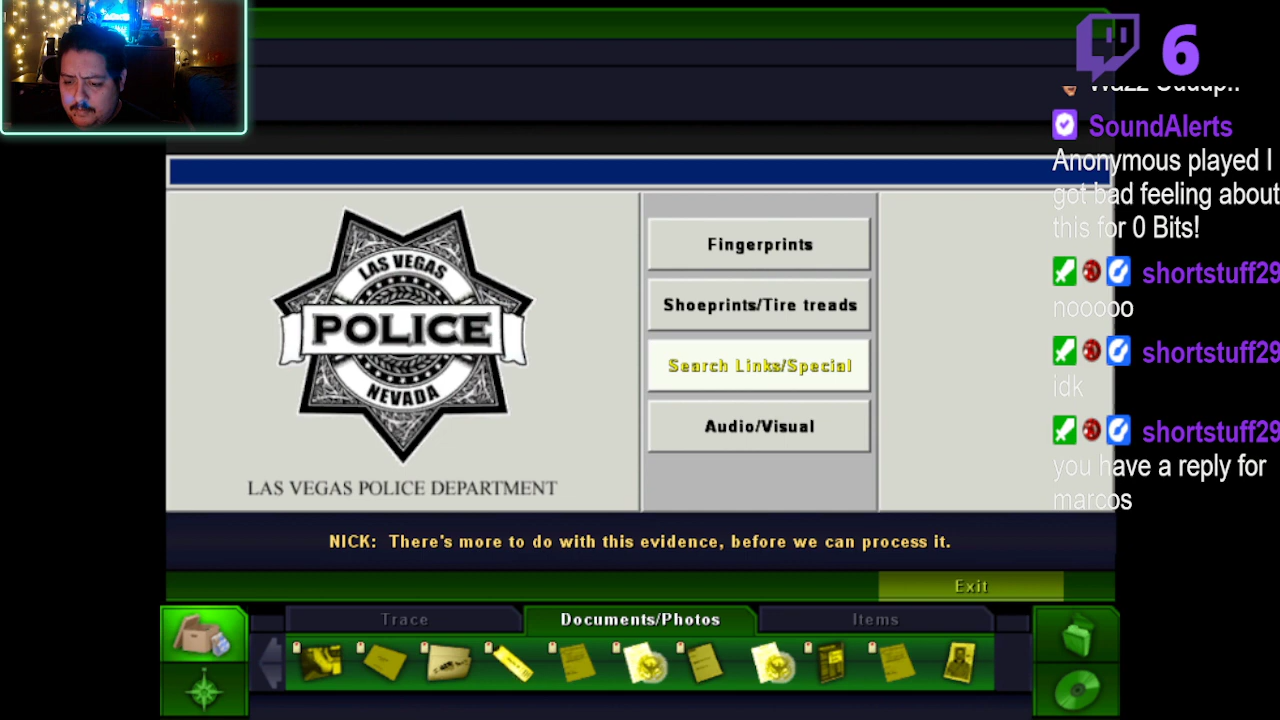 6
Wazz Uduup..
SoundAlerts
Anonymous played I
got bad feeling about
this for 0 Bits!
shortstuff29
nooooo
shortstuff29
idk
shortstuff29
you have a reply for
marcos
LAS VEGAS
POLICE
NEVADA
LAS VEGAS POLICE DEPARTMENT
Fingerprints
Shoeprints/Tire treads
Search Links/Special
Audio/Visual
NICK: There's more to do with this evidence, before we can process it.
Exit
Trace
Documents/Photos
Items